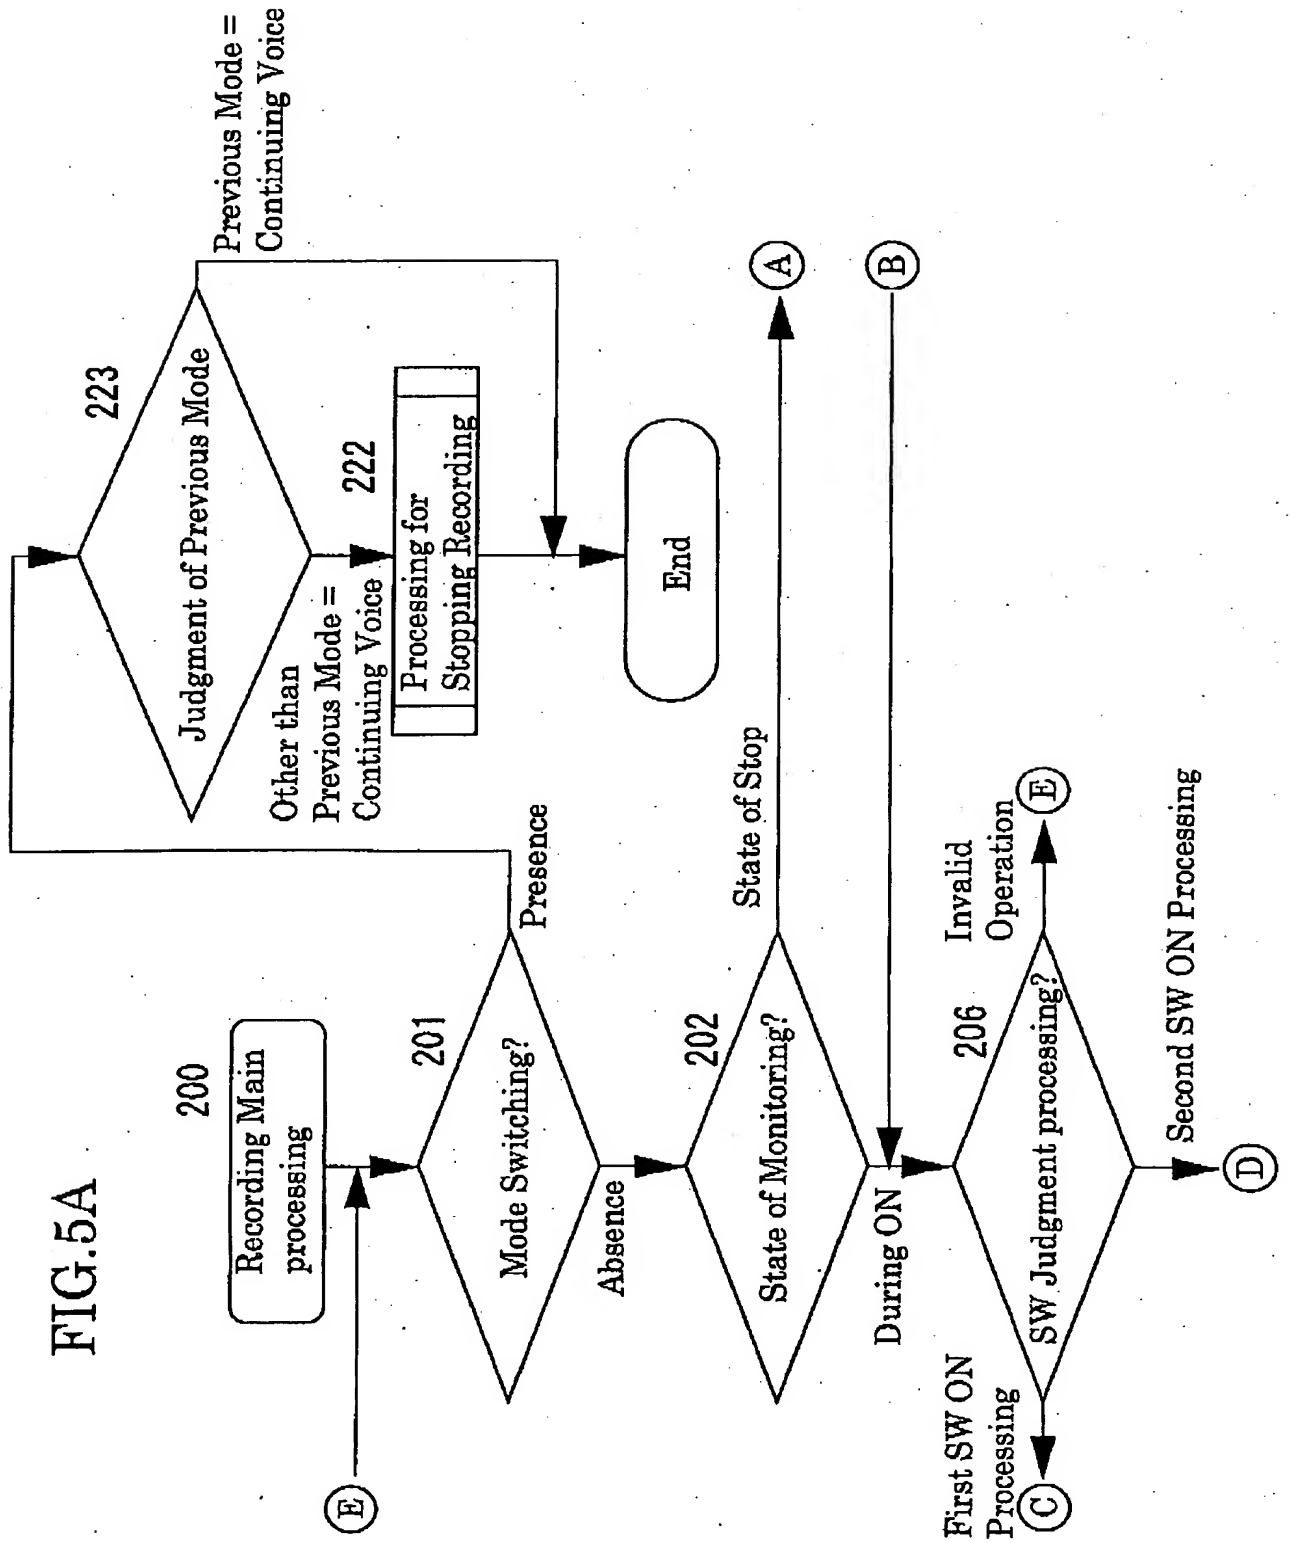 FIG.5A
200
Recording Main
processing
E
201
Mode Switching?
Presence
Absence
223
Judgment of Previous Mode
Previous Mode =
Continuing Voice
Other than
Previous Mode =
Continuing Voice
222
Processing for
Stopping Recording
End
202
State of Monitoring?
State of Stop
A
During ON
B
206
SW Judgment processing?
Invalid
Operation
E
First SW ON
Processing
C
Second SW ON Processing
D